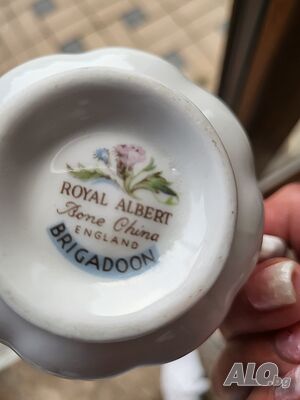 ROYAL ALBERT
Bone China
ENGLAND
BRIGADOON
ALO.bg